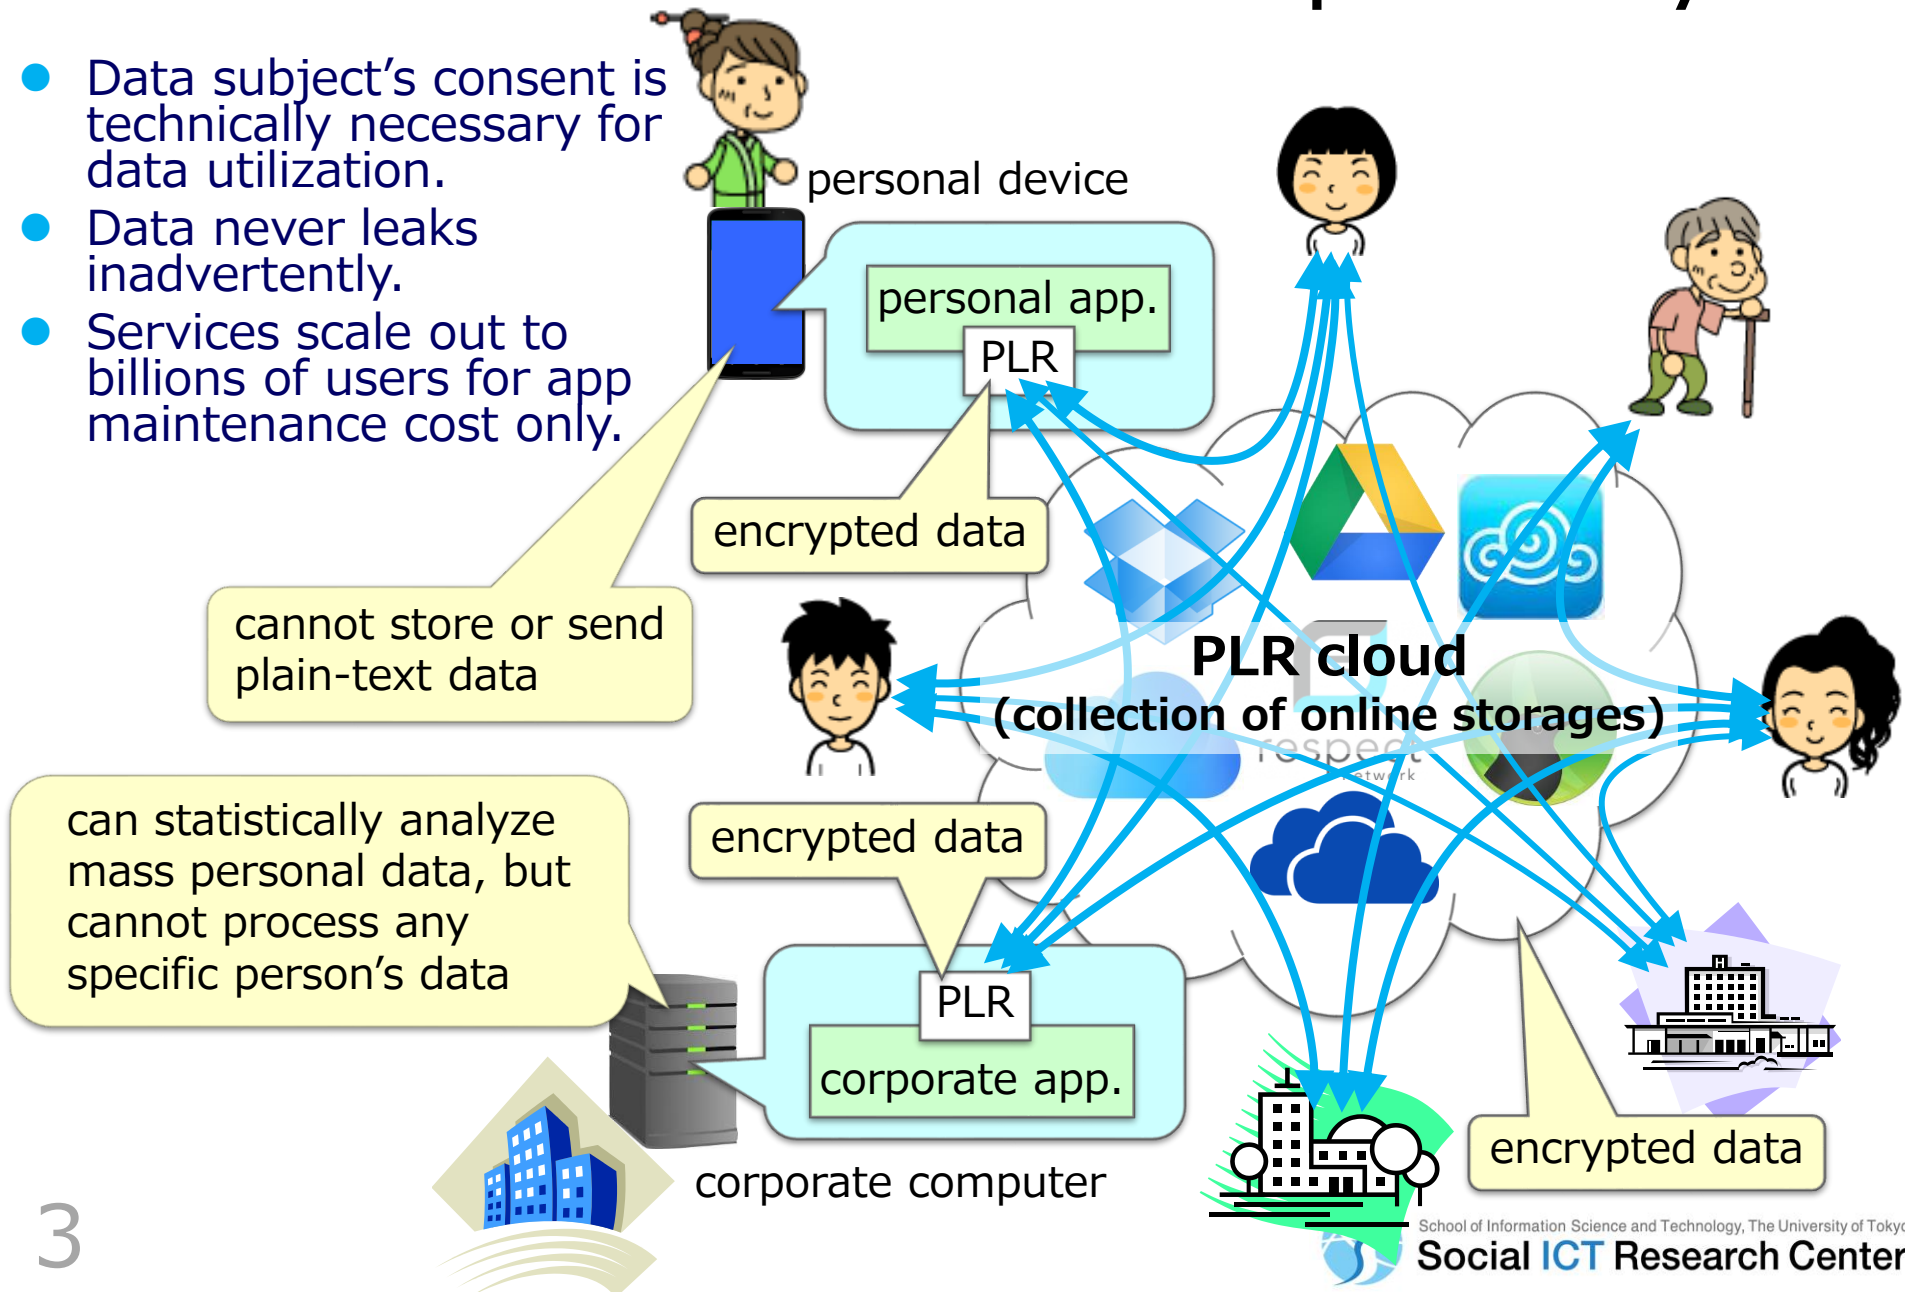 Data subject's consent is
technically necessary for
data utilization.
Data never leaks
inadvertently.
Services scale out to
billions of users for app
maintenance cost only.
personal device
personal app.
PLR
encrypted data
cannot store or send
plain-text data
PLR cloud
(collection of online storages)
respect
network
can statistically analyze
mass personal data, but
cannot process any
specific person's data
encrypted data
PLR
corporate app.
corporate computer
encrypted data
3
School of Information Science and Technology, The University of Tokyo
Social ICT Research Center